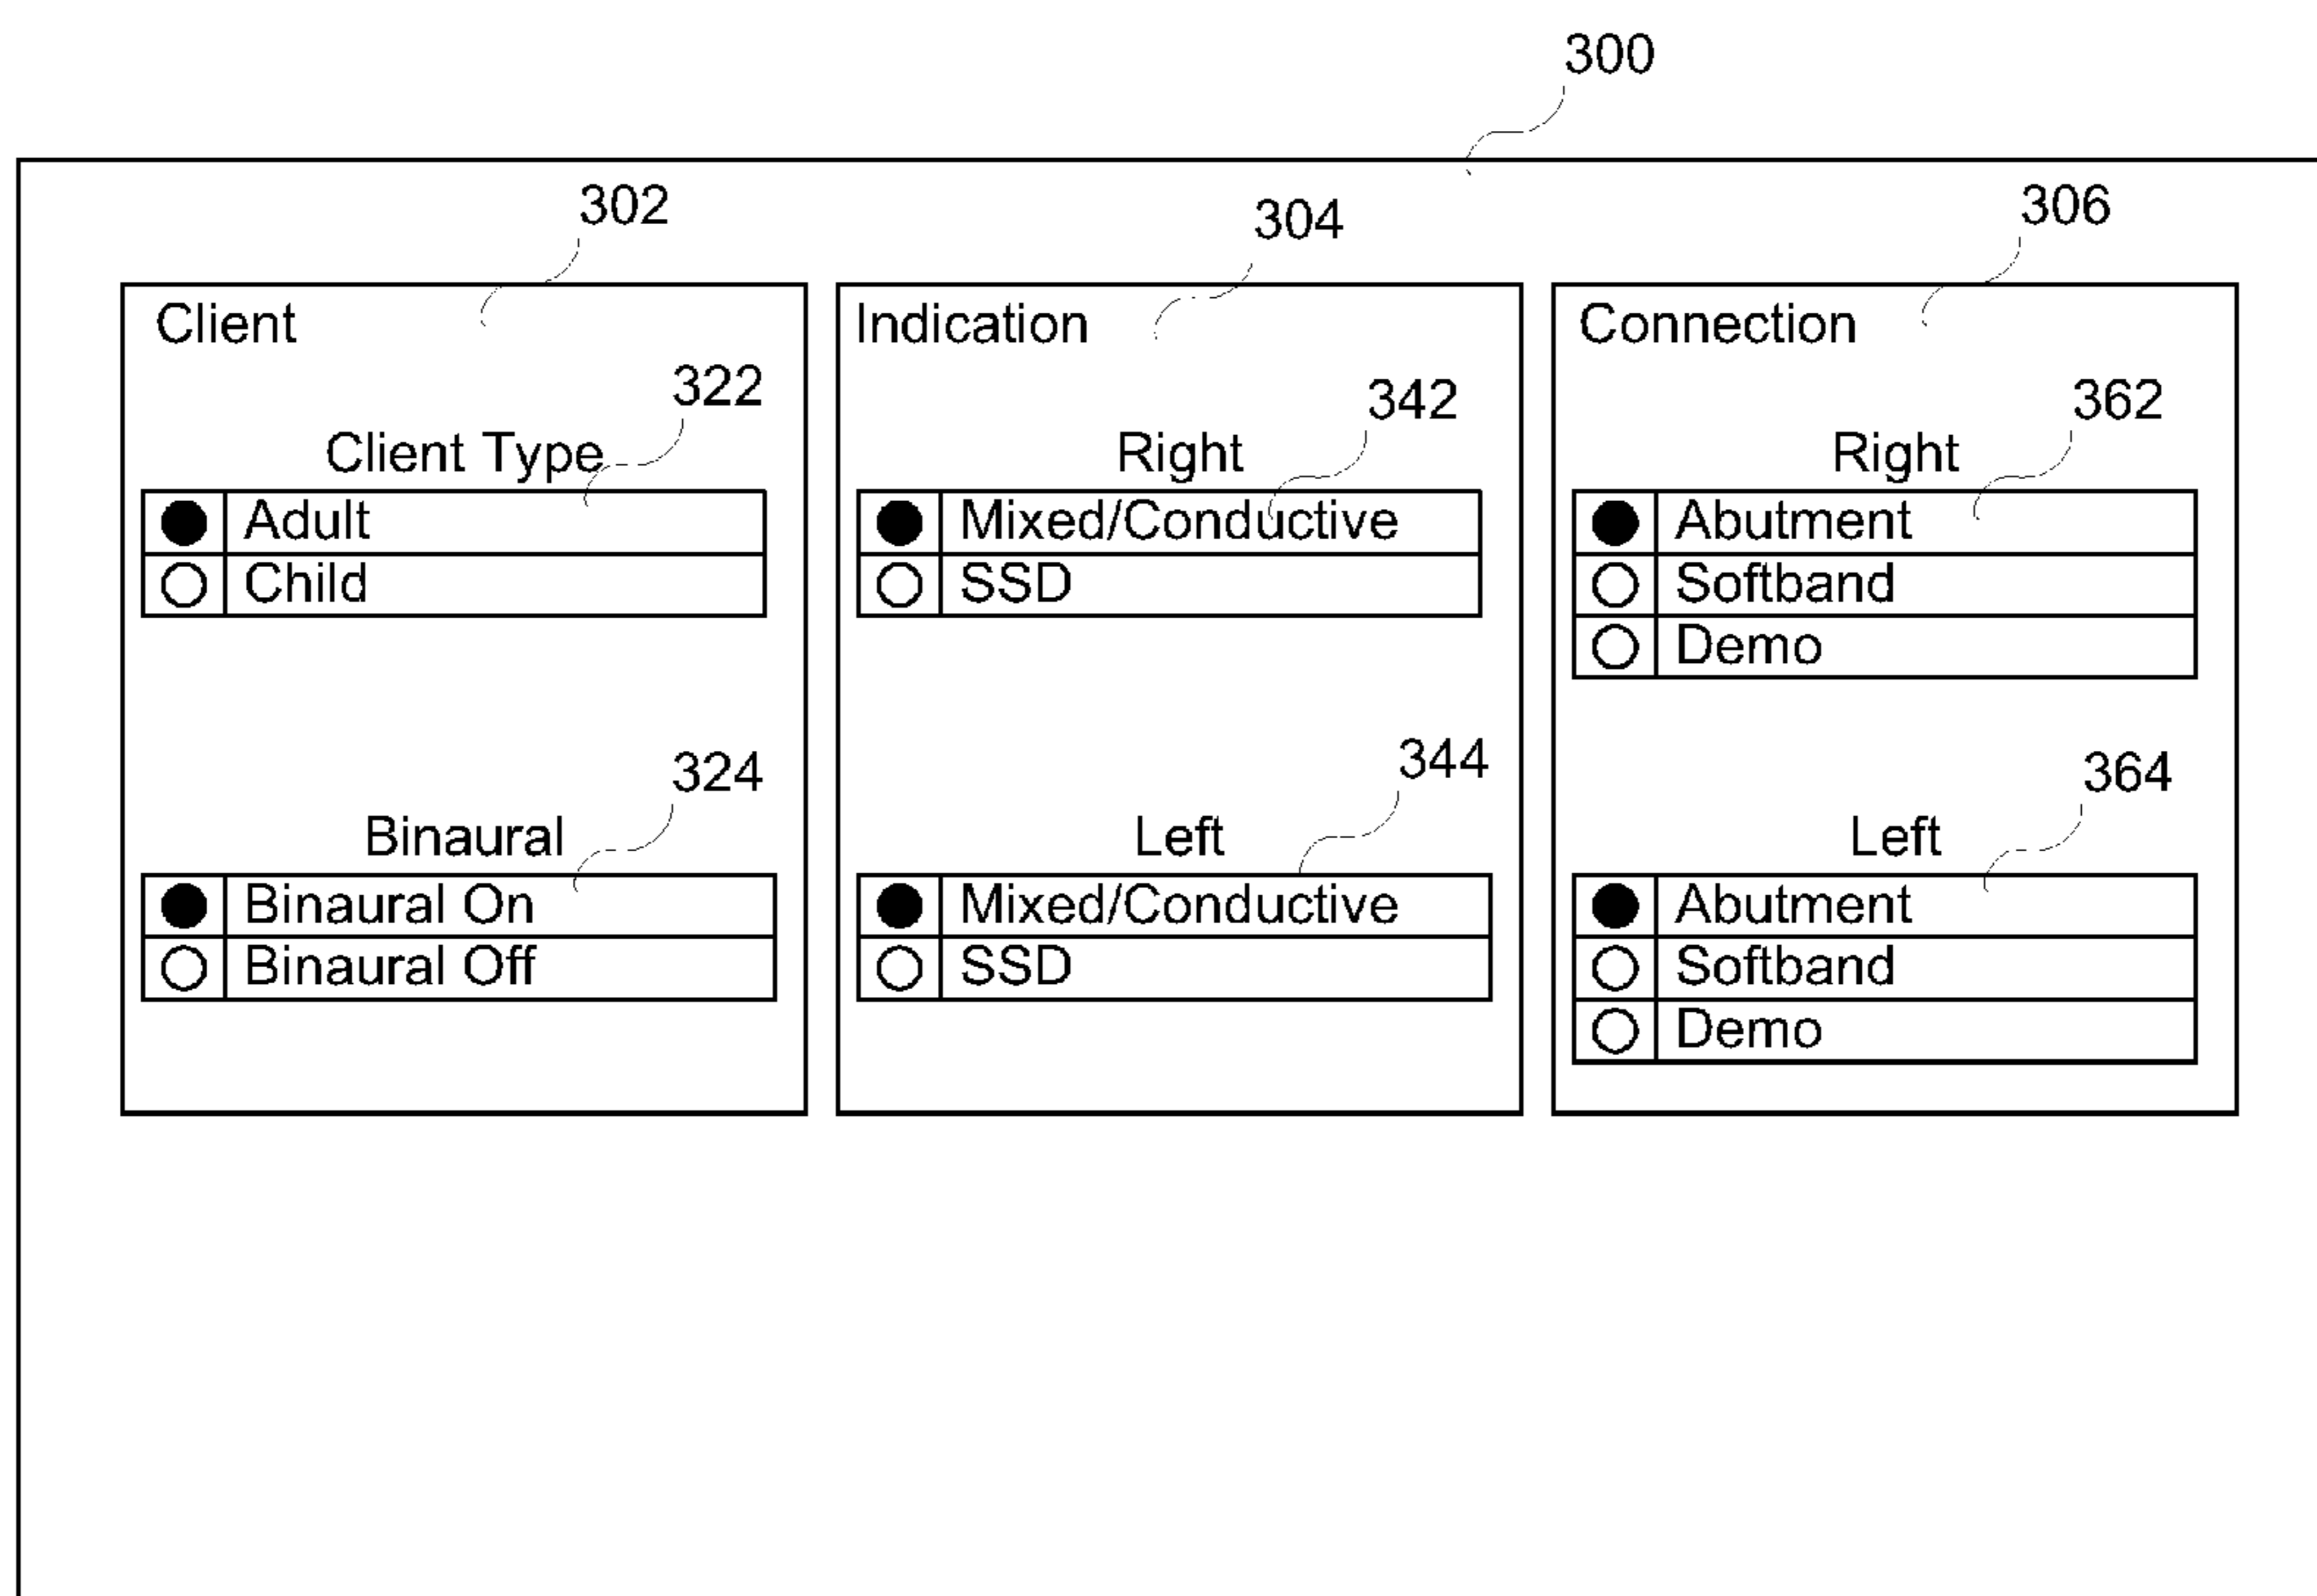 300
302
304
306
Client
Indication
Connection
322
342
362
Client Type
Right
Right
Adult
Mixed/Conductive
Abutment
Child
SSD
Softband
Demo
324
344
364
Binaural
Left
Left
Binaural On
Mixed/Conductive
Abutment
Binaural Off
SSD
Softband
Demo